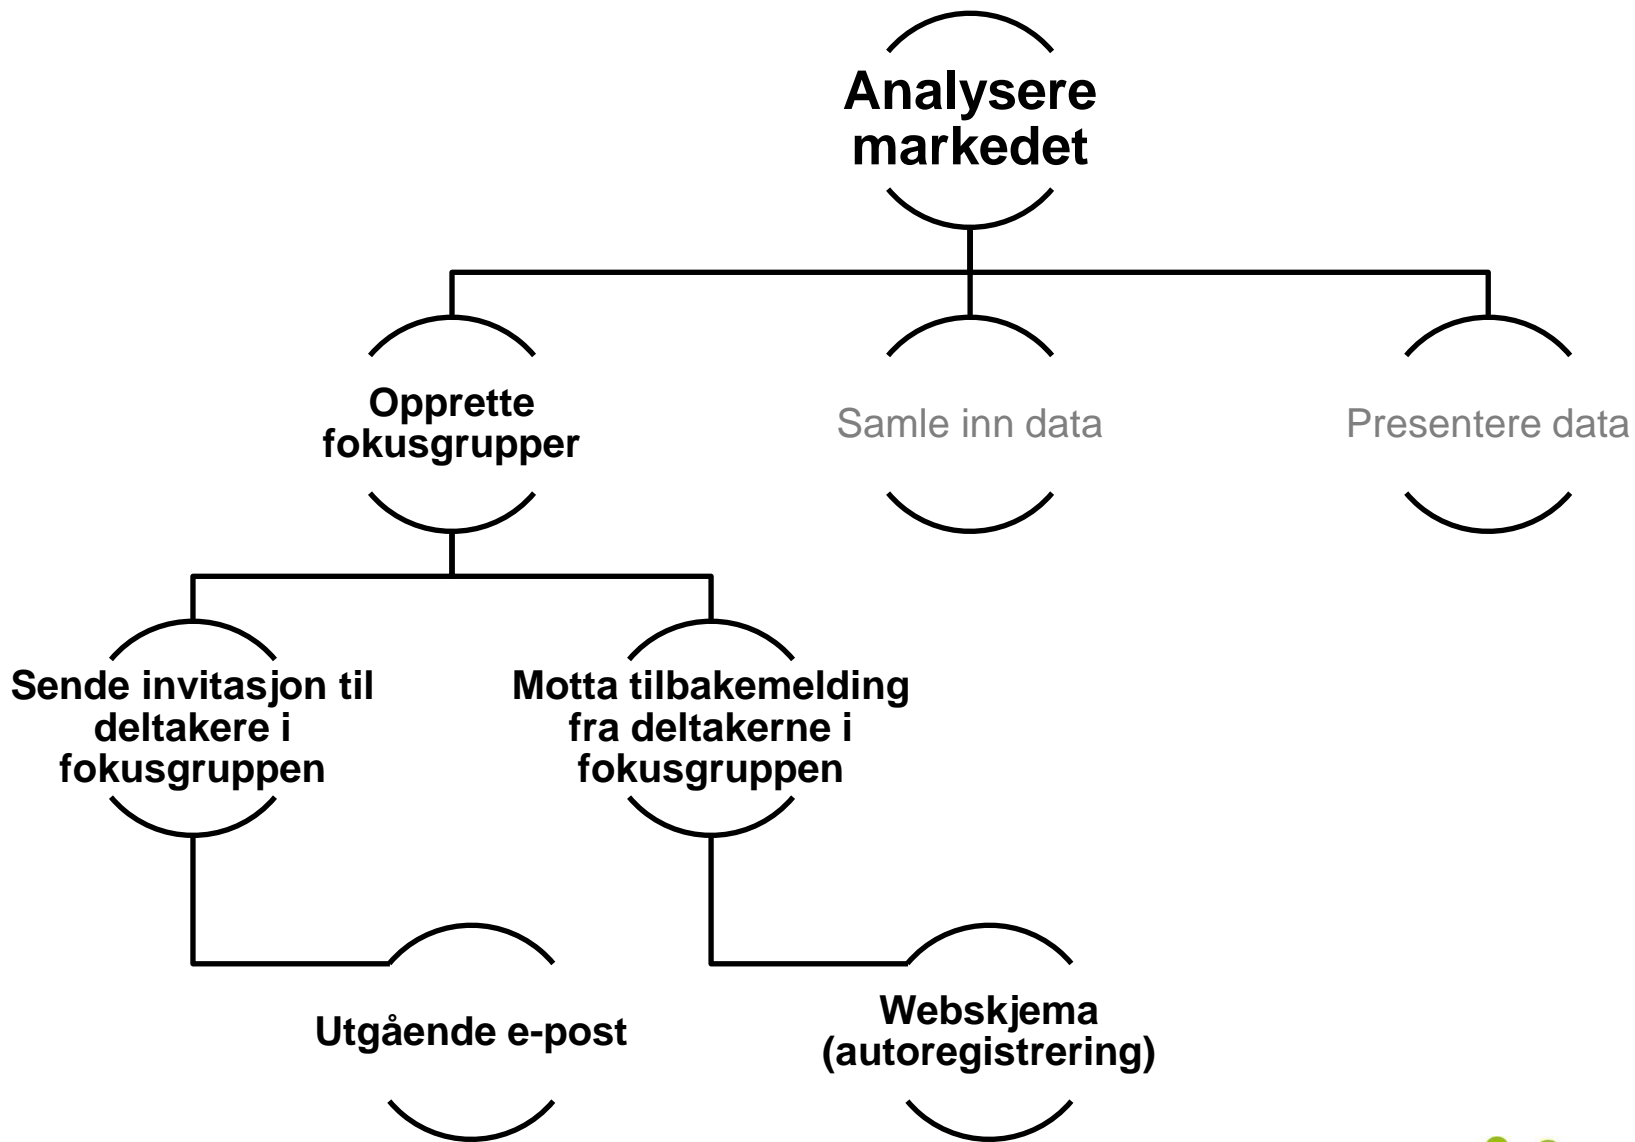 Analysere
markedet
Opprette
fokusgrupper
Samle inn data
Presentere data
Sende invitasjon til
deltakere i
fokusgruppen
Motta tilbakemelding
fra deltakerne i
fokusgruppen
Utgående e-post
Webskjema
(autoregistrering)